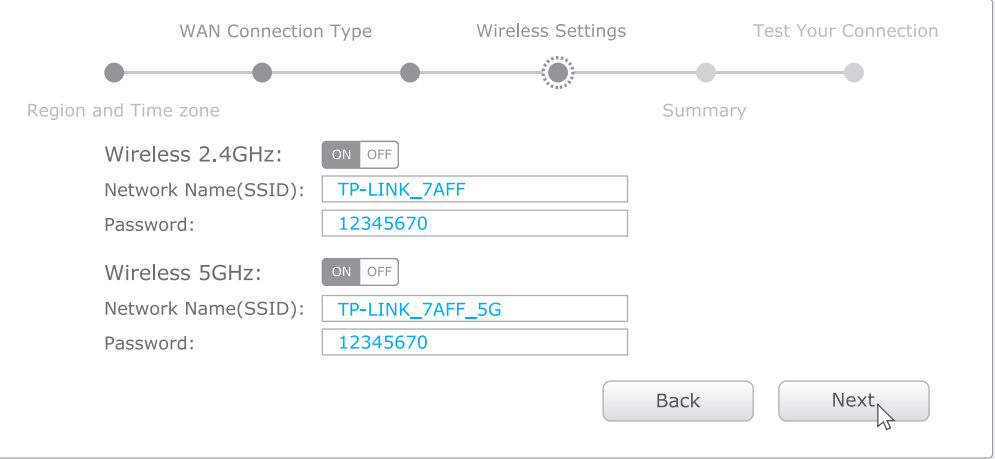 WAN Connection Type Wireless Settings Test Your Connection
Region and Time zone Summary
Wireless 2.4GHz: ON OFF
Network Name(SSID): TP-LINK_7AFF
Password: 12345670
Wireless 5GHz: ON OFF
Network Name(SSID): TP-LINK_7AFF_5G
Password: 12345670
Back Next